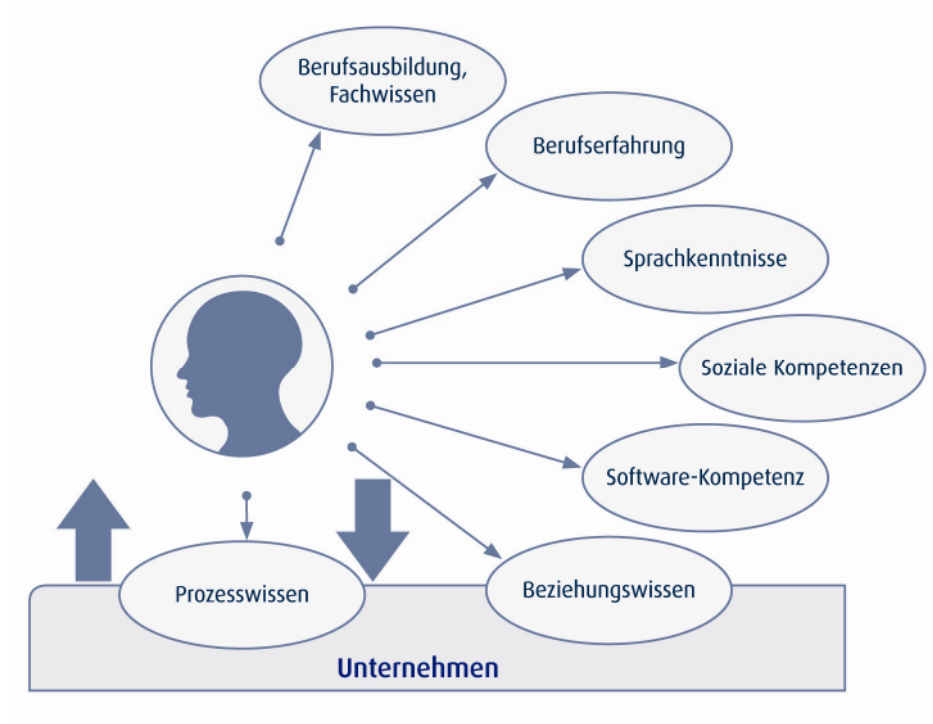 Berufsausbildung,
Fachwissen
Berufserfahrung
Sprachkenntnisse
Soziale Kompetenzen
Software-Kompetenz
Beziehungswissen
Prozesswissen
Unternehmen